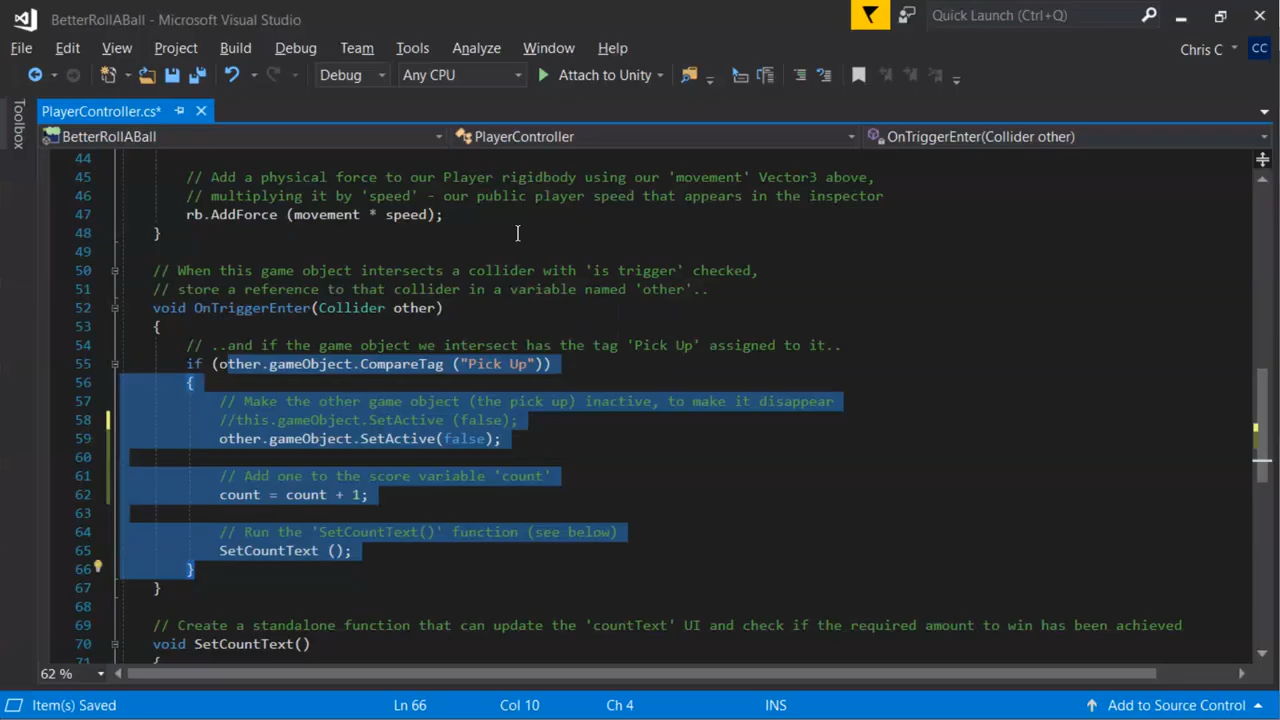 BetterRollABall - Microsoft Visual Studio
Quick Launch (Ctrl+Q)
File Edit View Project Build Debug Team Tools Analyze Window Help
Chris C CC
Debug Any CPU Attach to Unity
Toolbox
PlayerController.cs*
BetterRollABall PlayerController OnTriggerEnter(Collider other)
44
45 // Add a physical force to our Player rigidbody using our 'movement' Vector3 above,
46 // multiplying it by 'speed' - our public player speed that appears in the inspector
47 rb.AddForce (movement * speed);
48 }
49
50 // When this game object intersects a collider with 'is trigger' checked,
51 // store a reference to that collider in a variable named 'other'..
52 void OnTriggerEnter(Collider other)
53 {
54 // ..and if the game object we intersect has the tag 'Pick Up' assigned to it..
55 if (other.gameObject.CompareTag ("Pick Up"))
56 {
57 // Make the other game object (the pick up) inactive, to make it disappear
58 //this.gameObject.SetActive (false);
59 other.gameObject.SetActive(false);
60
61 // Add one to the score variable 'count'
62 count = count + 1;
63
64 // Run the 'SetCountText()' function (see below)
65 SetCountText ();
66 }
67 }
68
69 // Create a standalone function that can update the 'countText' UI and check if the required amount to win has been achieved
70 void SetCountText()
71 {
62 %
Item(s) Saved Ln 66 Col 10 Ch 4 INS Add to Source Control